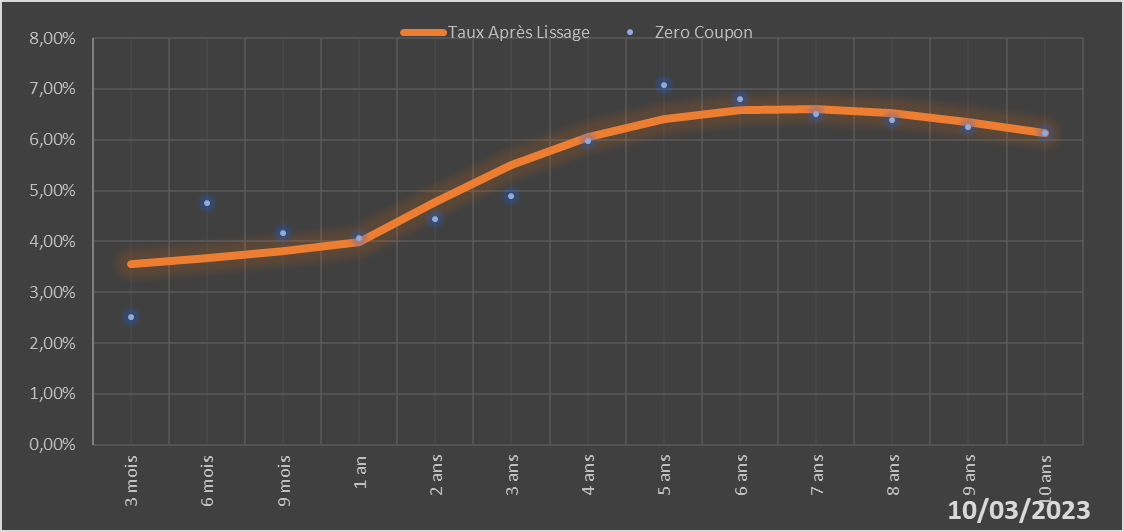 Taux Après Lissage Zero Coupon
8,00%
7,00%
6,00%
5,00%
4,00%
3,00%
2,00%
1,00%
0,00%
3 mois
6 mois
9 mois
1 an
2 ans
3 ans
4 ans
5 ans
6 ans
7 ans
8 ans
9 ans
10 ans
10/03/2023